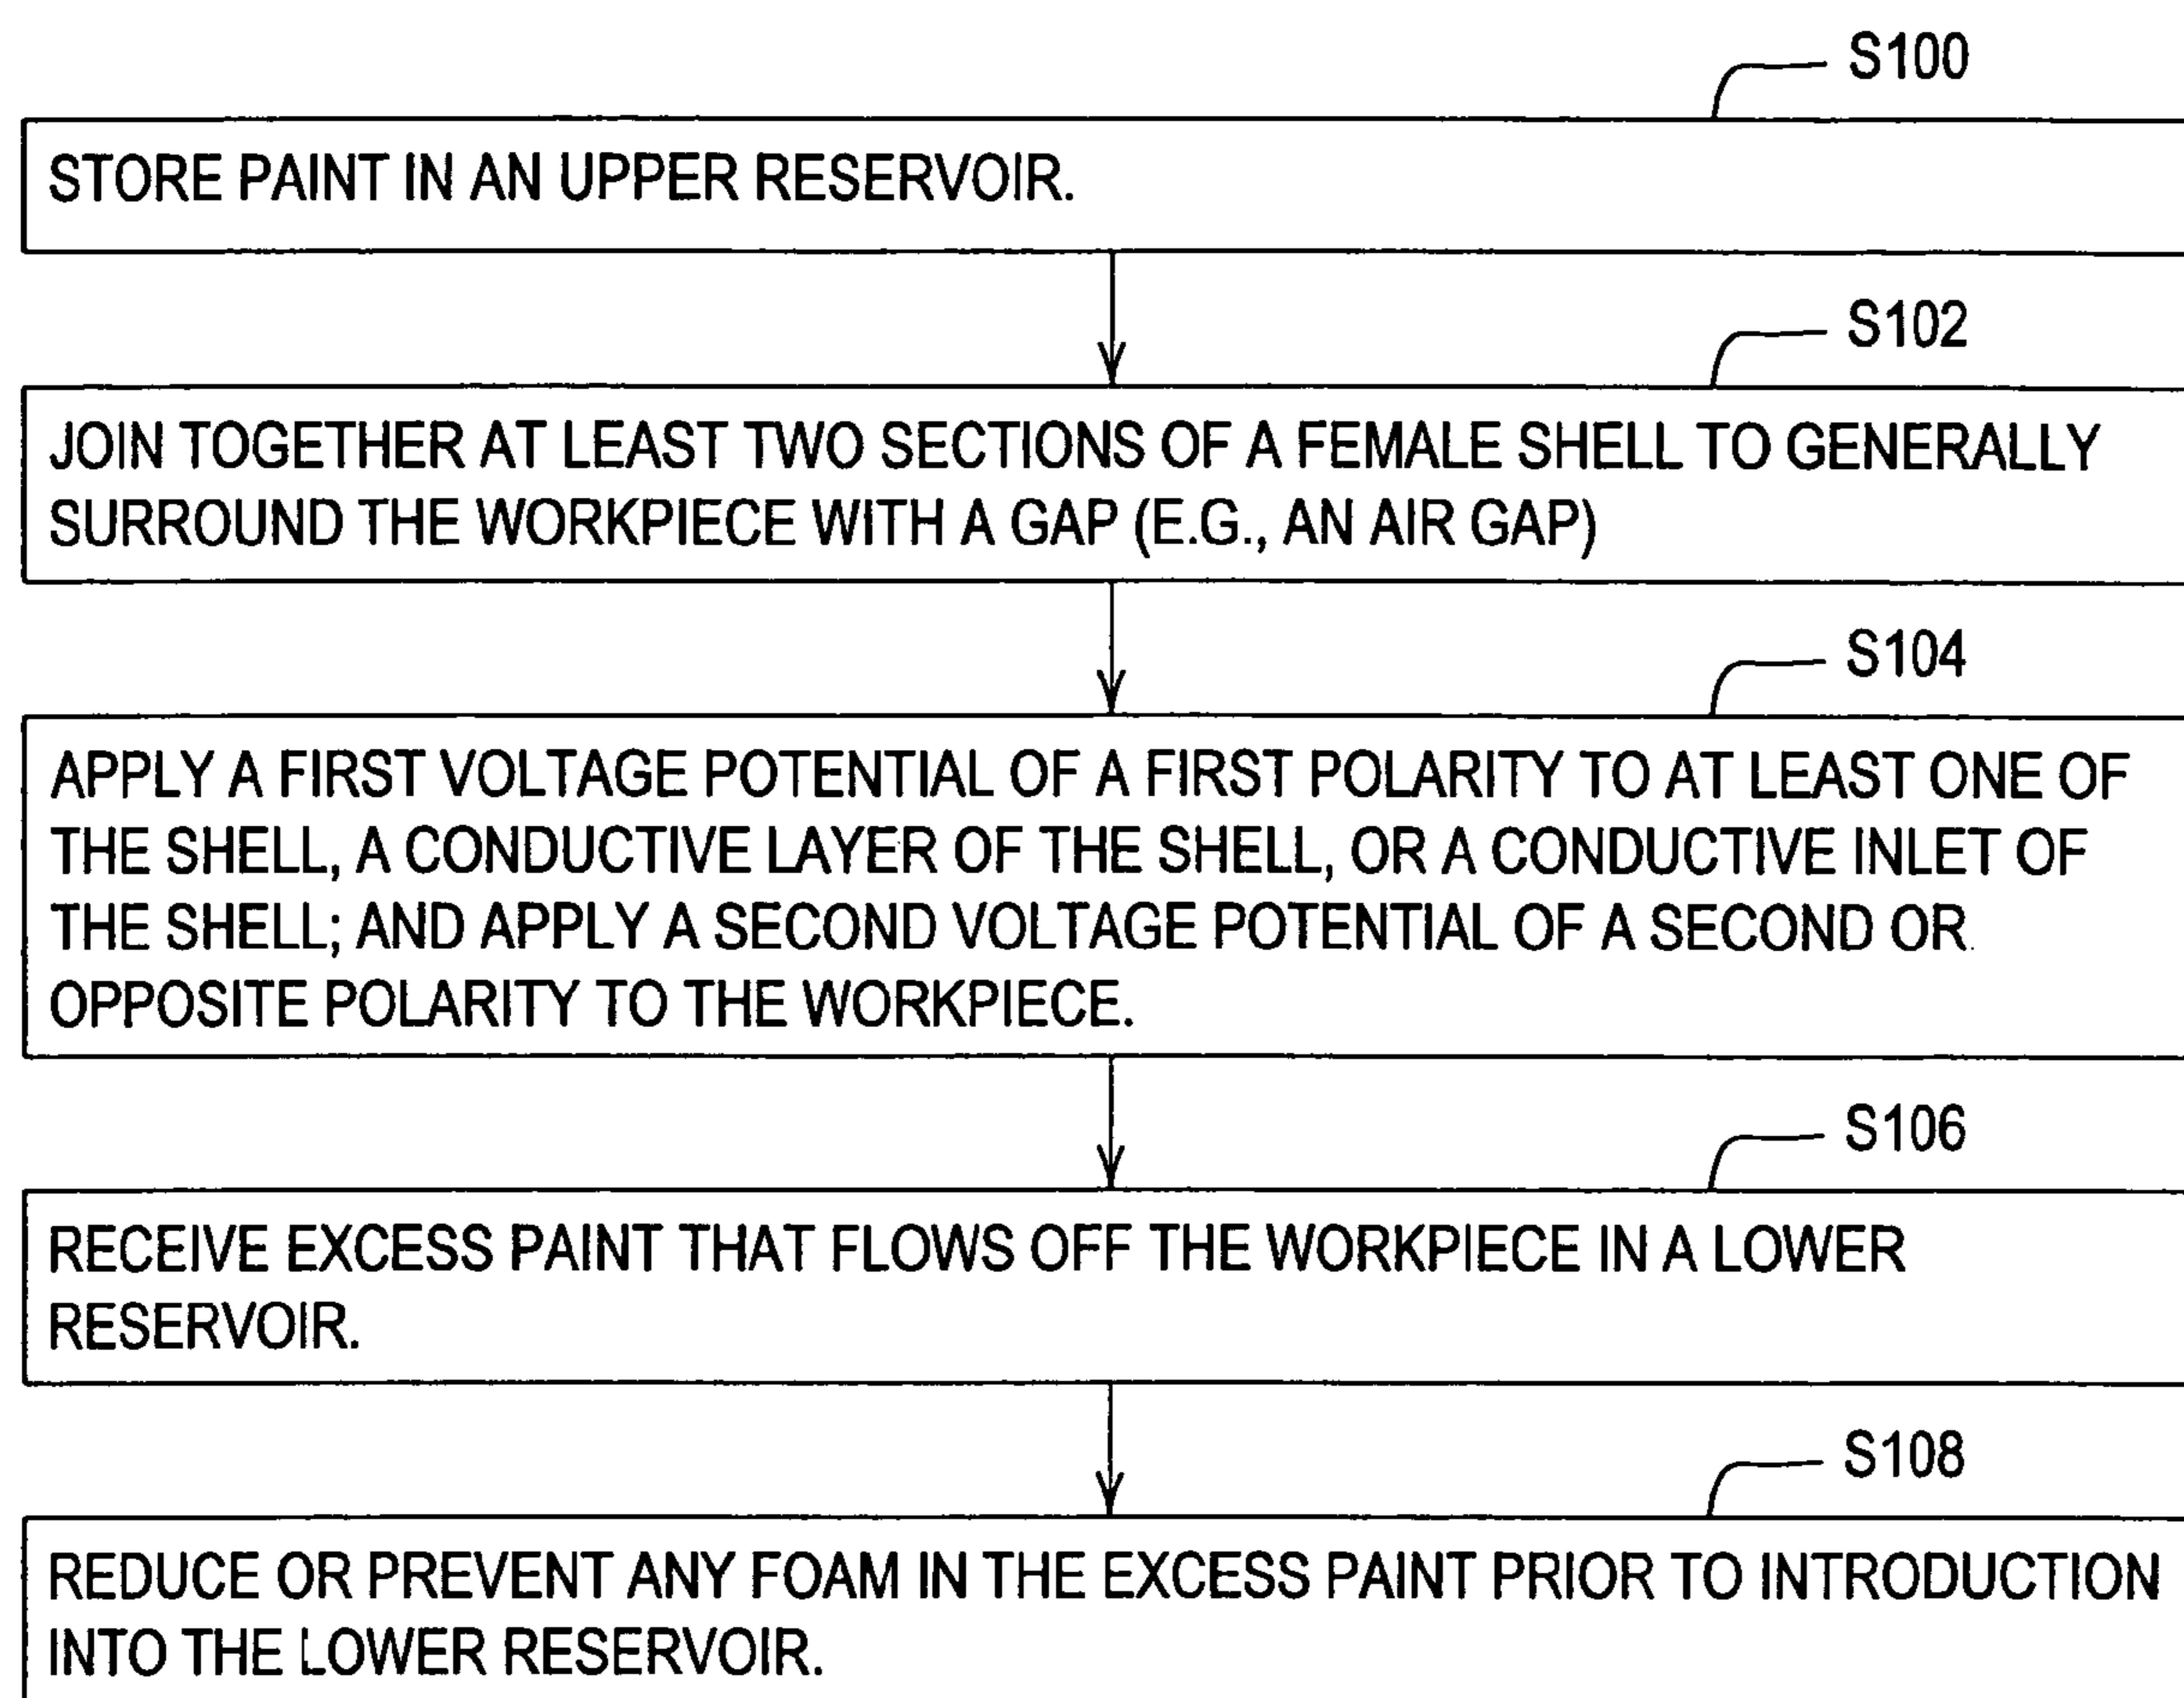 S100
STORE PAINT IN AN UPPER RESERVOIR.
S102
JOIN TOGETHER AT LEAST TWO SECTIONS OF A FEMALE SHELL TO GENERALLY
SURROUND THE WORKPIECE WITH A GAP (E.G., AN AIR GAP)
S104
APPLY A FIRST VOLTAGE POTENTIAL OF A FIRST POLARITY TO AT LEAST ONE OF
THE SHELL, A CONDUCTIVE LAYER OF THE SHELL, OR A CONDUCTIVE INLET OF
THE SHELL; AND APPLY A SECOND VOLTAGE POTENTIAL OF A SECOND OR
OPPOSITE POLARITY TO THE WORKPIECE.
S106
RECEIVE EXCESS PAINT THAT FLOWS OFF THE WORKPIECE IN A LOWER
RESERVOIR.
S108
REDUCE OR PREVENT ANY FOAM IN THE EXCESS PAINT PRIOR TO INTRODUCTION
INTO THE LOWER RESERVOIR.